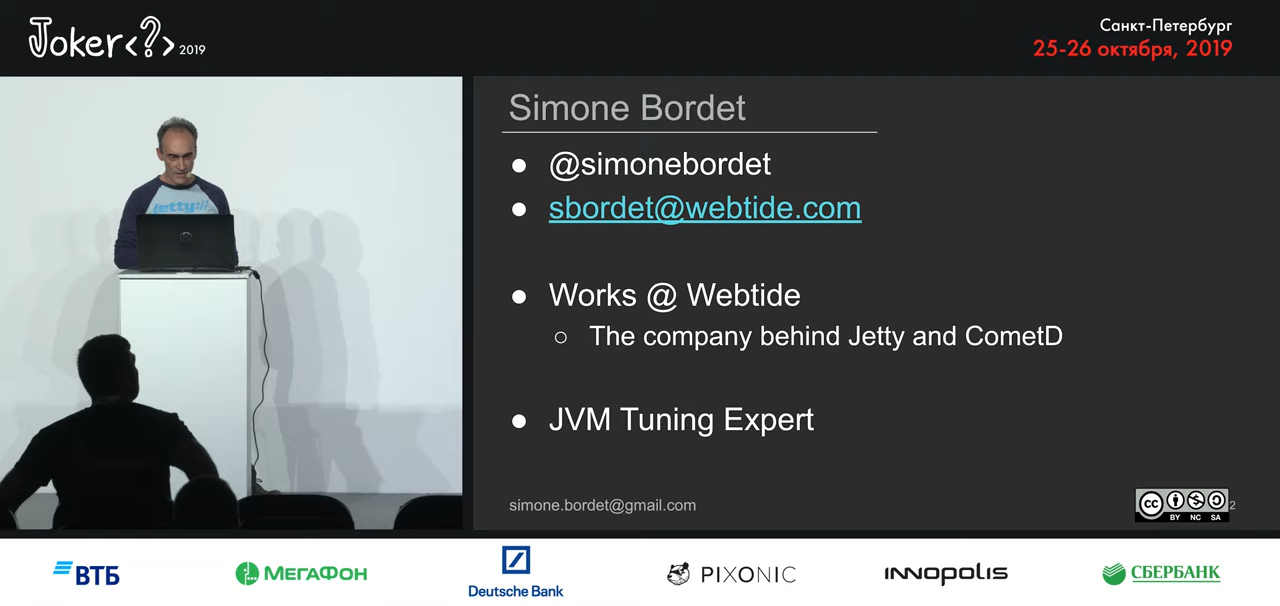 Joker<?> 2019
Санкт-Петербург
25-26 октября, 2019
jetty://
Simone Bordet
● @simonebordet
● sbordet@webtide.com
● Works @ Webtide
○ The company behind Jetty and CometD
● JVM Tuning Expert
simone.bordet@gmail.com
cc BY NC SA
2
ВТБ
МЕГАФОН
Deutsche Bank
PIXONIC
INNOPOLIS
СБЕРБАНК